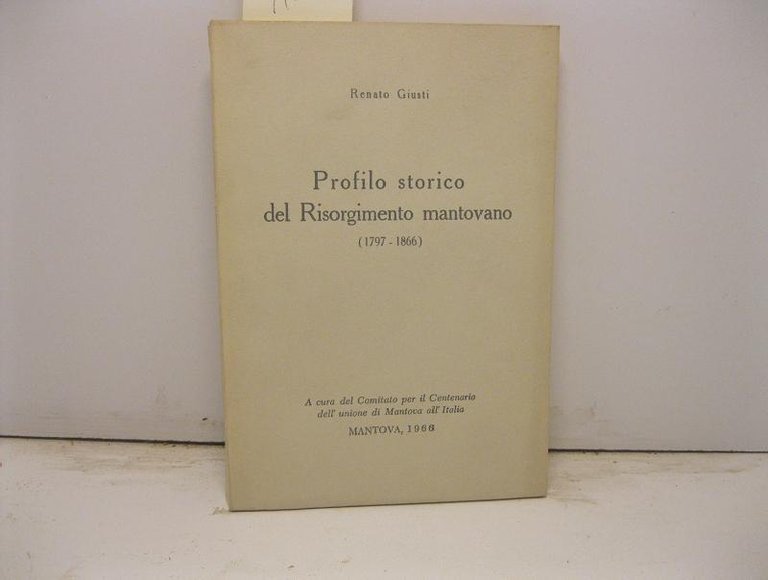 Renato Giusti
Profilo storico
del Risorgimento mantovano
(1797 - 1866)
A cura del Comitato per il Centenario
dell' unione di Mantova all' Italia
MANTOVA, 1966